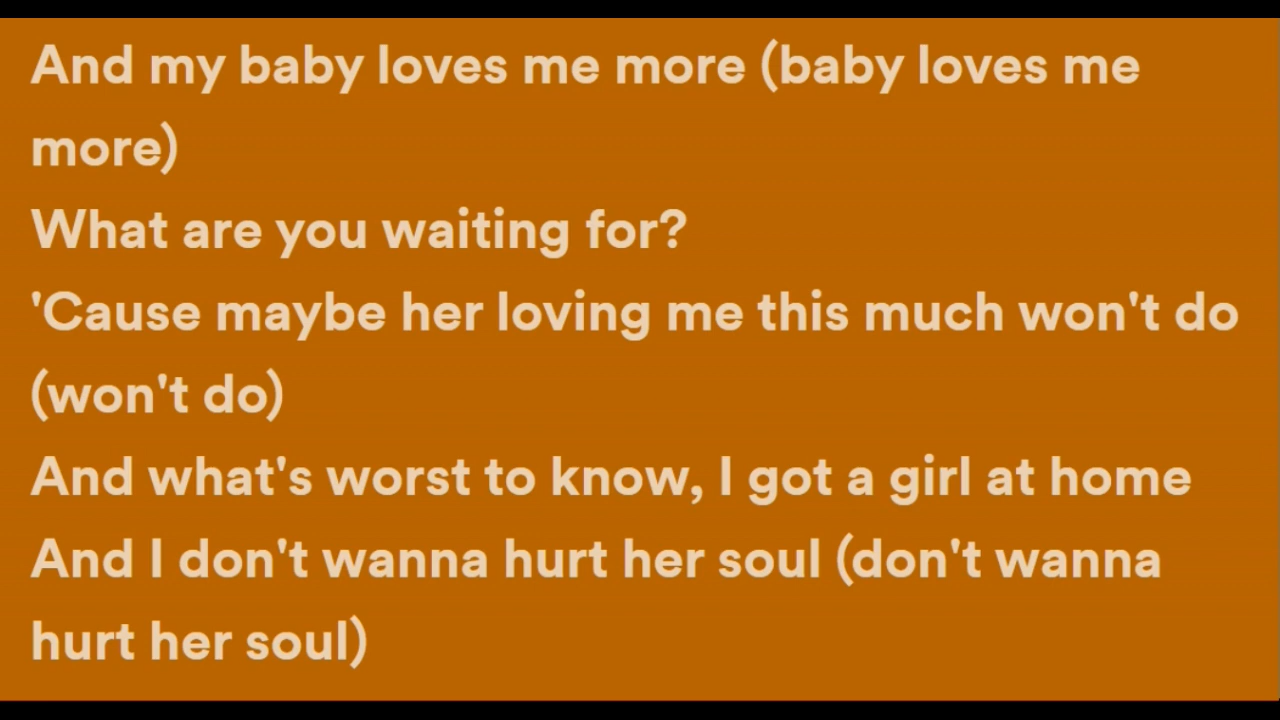 And my baby loves me more (baby loves me
more)
What are you waiting for?
'Cause maybe her loving me this much won't do
(won't do)
And what's worst to know, I got a girl at home
And I don't wanna hurt her soul (don't wanna
hurt her soul)